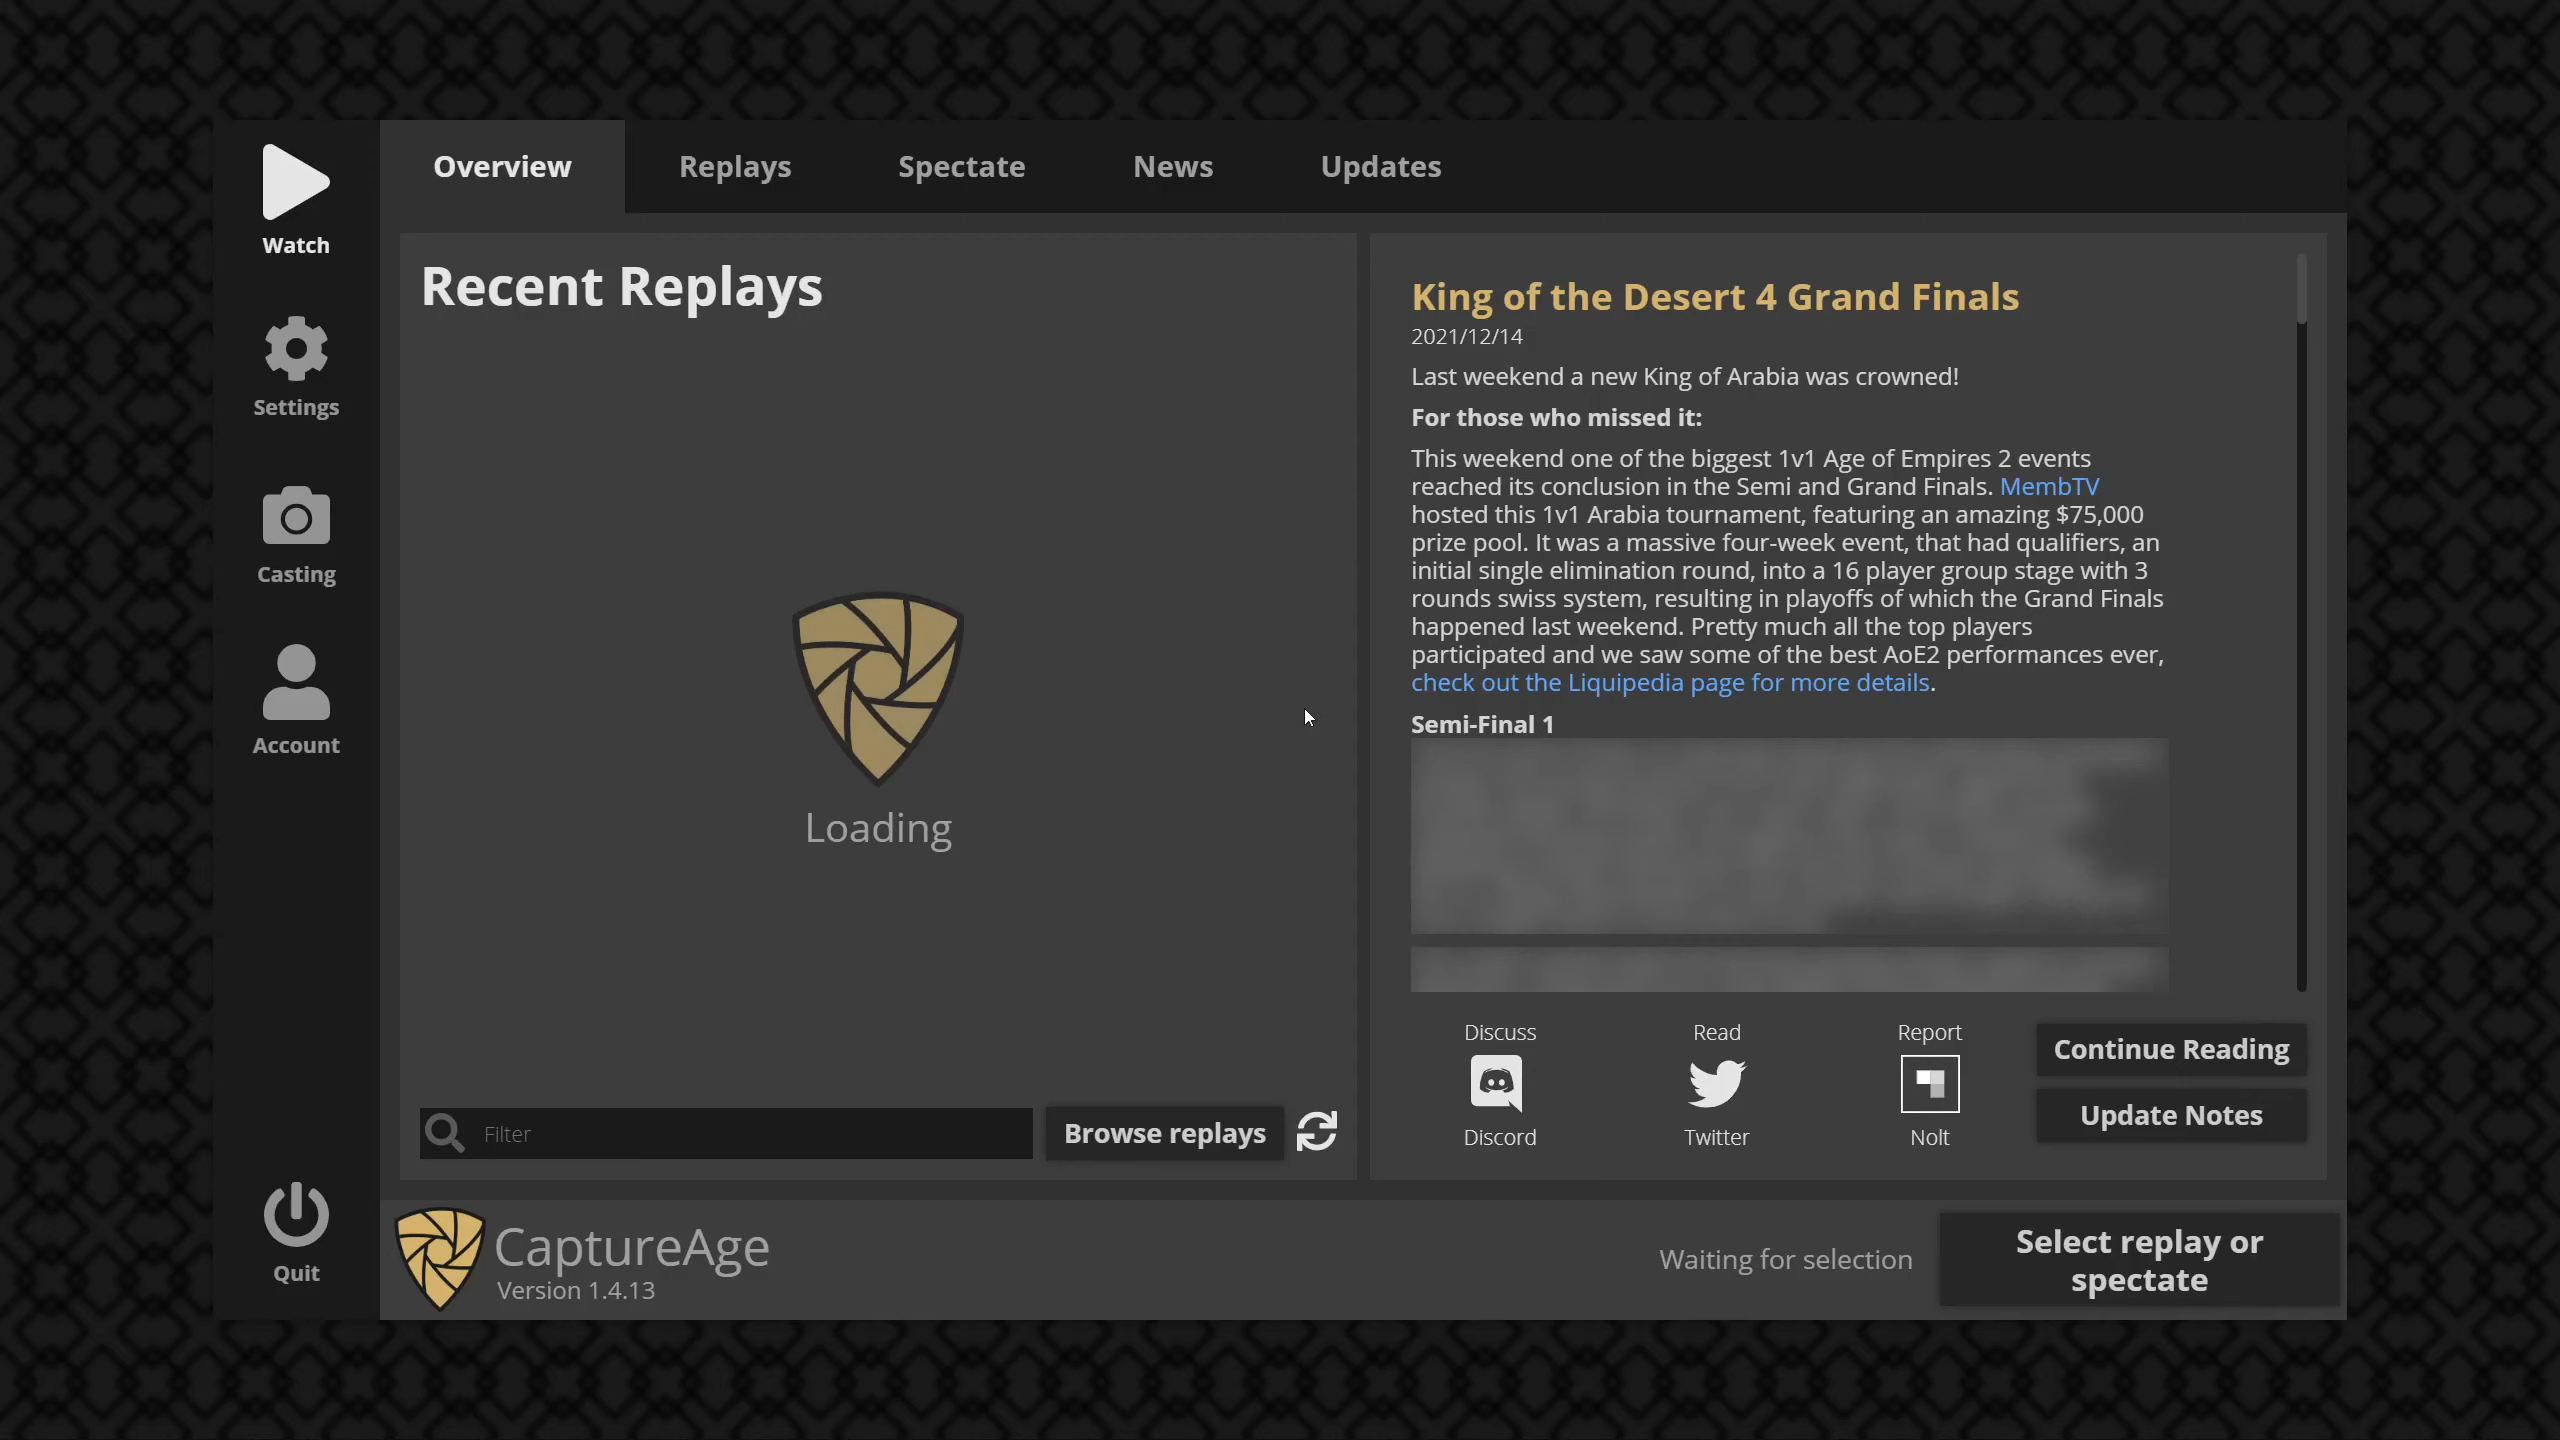 Watch
Settings
Casting
Account
Quit
Overview
Replays
Spectate
News
Updates
Recent Replays
Loading
Filter
Browse replays
King of the Desert 4 Grand Finals
2021/12/14
Last weekend a new King of Arabia was crowned!
For those who missed it:
This weekend one of the biggest 1v1 Age of Empires 2 events
reached its conclusion in the Semi and Grand Finals. MembTV
hosted this 1v1 Arabia tournament, featuring an amazing $75,000
prize pool. It was a massive four-week event, that had qualifiers, an
initial single elimination round, into a 16 player group stage with 3
rounds swiss system, resulting in playoffs of which the Grand Finals
happened last weekend. Pretty much all the top players
participated and we saw some of the best AoE2 performances ever,
check out the Liquipedia page for more details.
Semi-Final 1
Discuss
Discord
Read
Twitter
Report
Nolt
Continue Reading
Update Notes
CaptureAge
Version 1.4.13
Waiting for selection
Select replay or
spectate